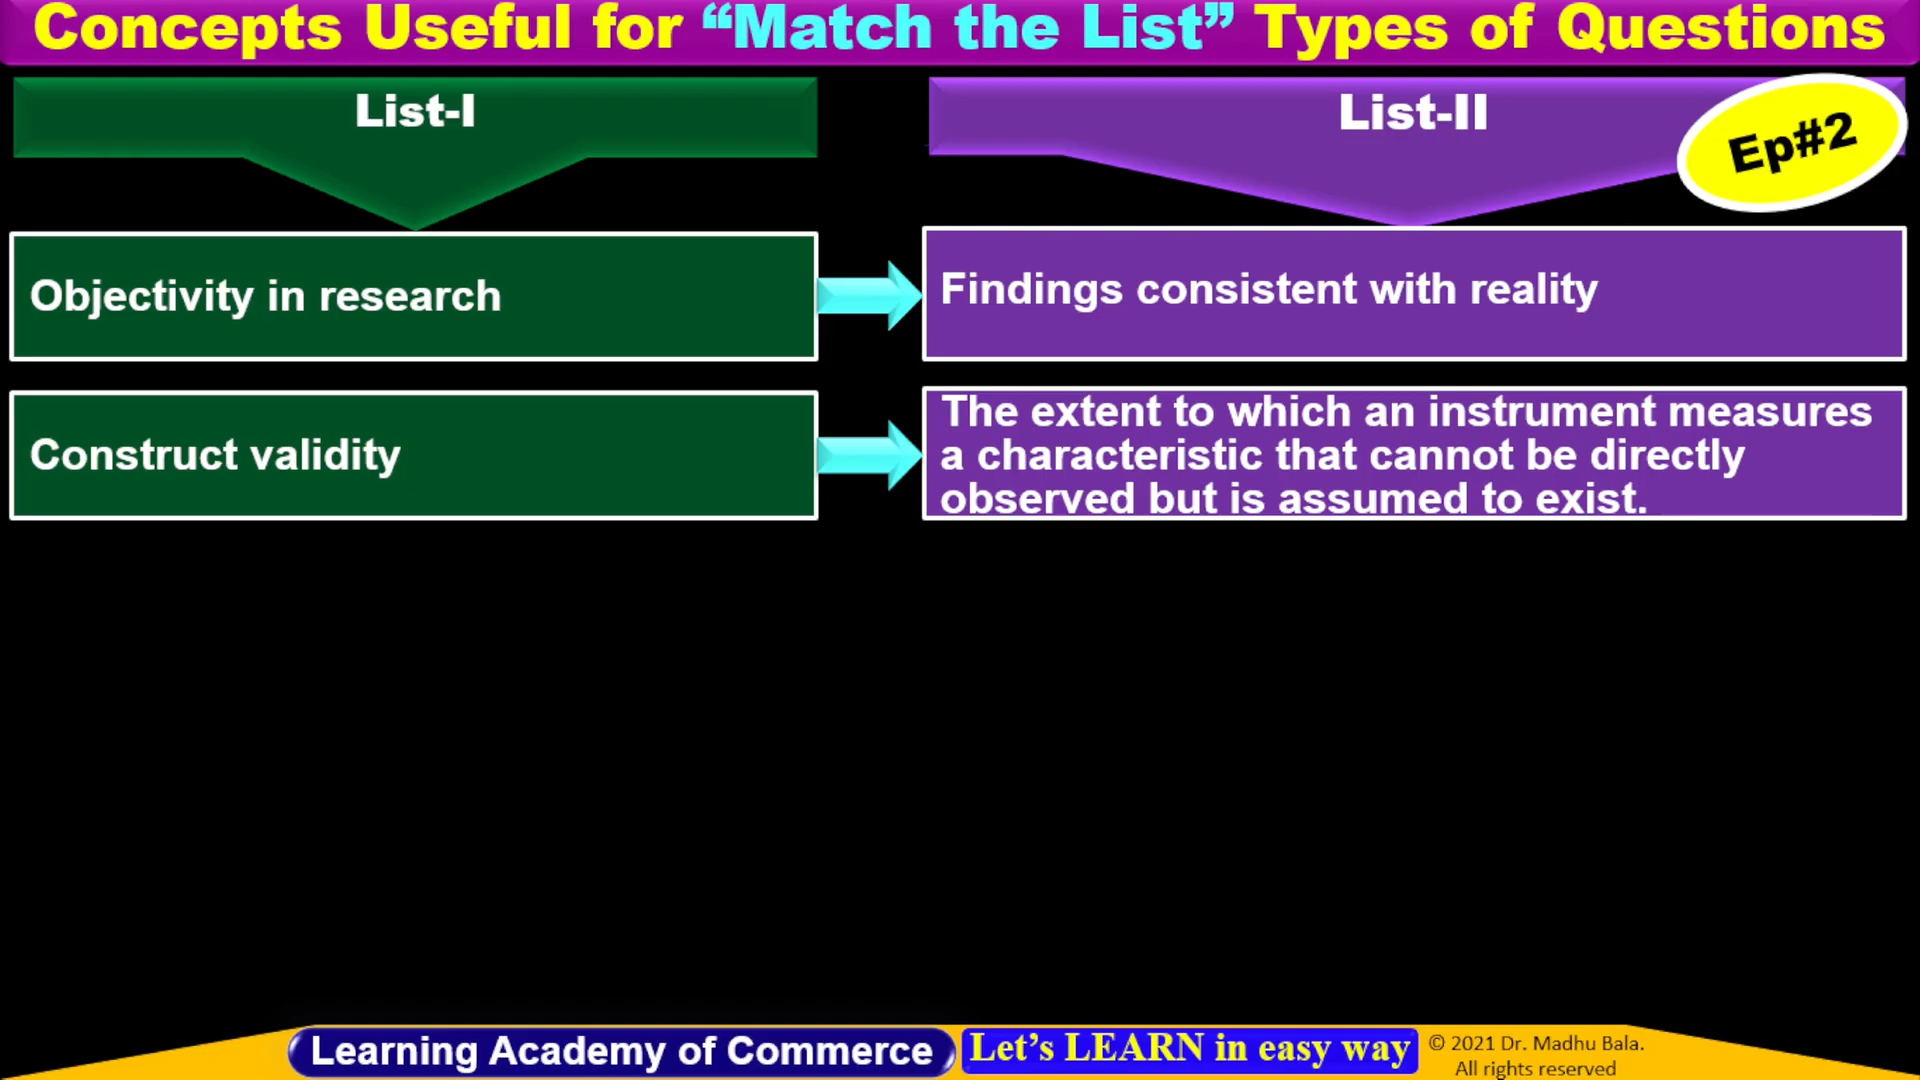 Concepts Useful for “Match the List” Types of Questions
List-I
List-II
Ep#2
Objectivity in research
Findings consistent with reality
Construct validity
The extent to which an instrument measures
a characteristic that cannot be directly
observed but is assumed to exist.
Learning Academy of Commerce
Let’s LEARN in easy way
© 2021 Dr. Madhu Bala.
All rights reserved